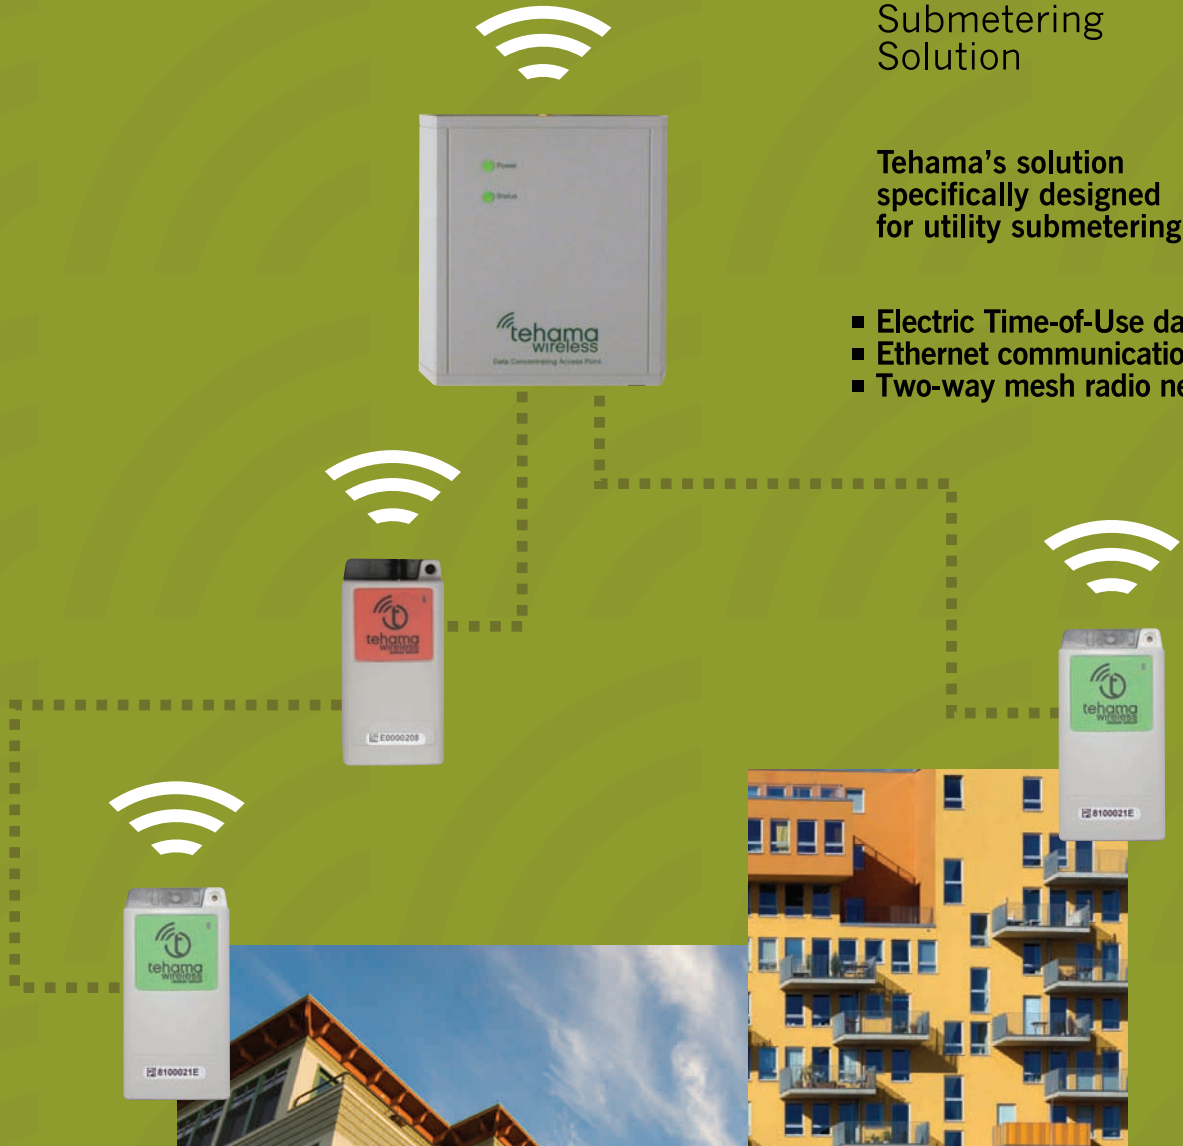 Submetering
Solution
Tehama’s solution
specifically designed
for utility submetering
■ Electric Time-of-Use da
■ Ethernet communicatio
■ Two-way mesh radio ne
Power
Status
tehama
wireless
Data Concentrating Access Point
tehama
wireless
E0000208
tehama
wireless
8100021E
tehama
wireless
8100021E